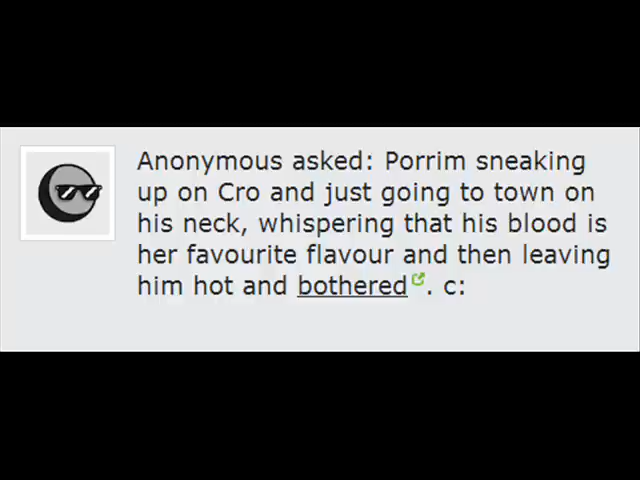 Anonymous asked: Porrim sneaking
up on Cro and just going to town on
his neck, whispering that his blood is
her favourite flavour and then leaving
him hot and bothered. c: